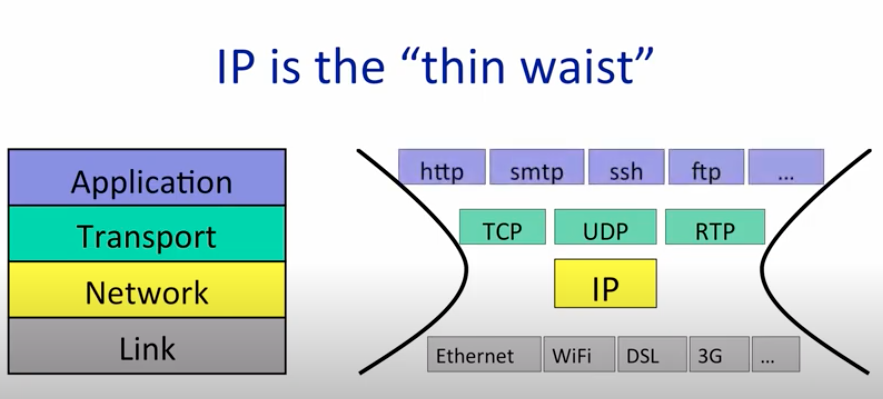 IP is the “thin waist”
Application
Transport
Network
Link
http smtp ssh ftp ...
TCP UDP RTP
IP
Ethernet WiFi DSL 3G ...